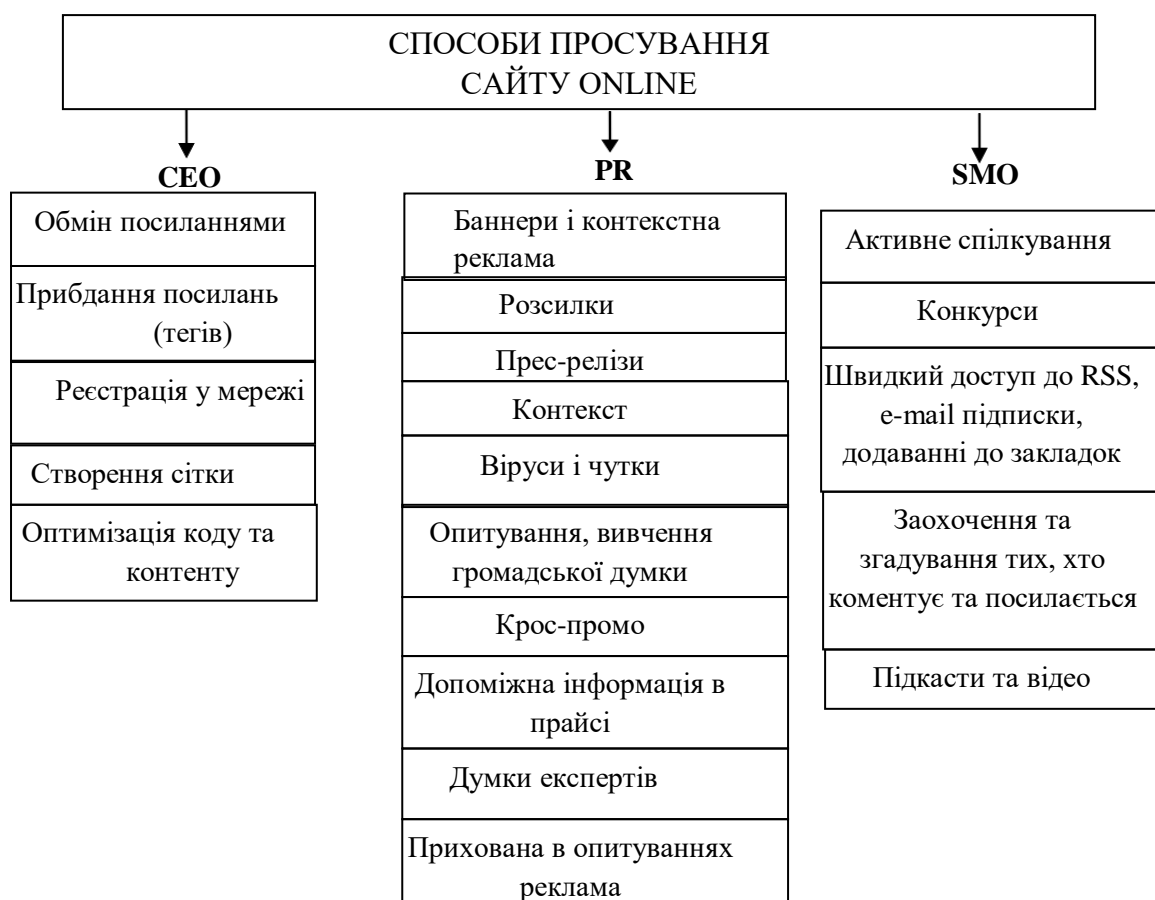 СПОСОБИ ПРОСУВАННЯ
САЙТУ ONLINE
СЕО
Обмін посиланнями
Прибдання посилань
(тегів)
Реєстрація у мережі
Створення сітки
Оптимізація коду та
контенту
PR
Баннери і контекстна
реклама
Розсилки
Прес-релізи
Контекст
Віруси і чутки
Опитування, вивчення
громадської думки
Крос-промо
Допоміжна інформація в
прайсі
Думки експертів
Прихована в опитуваннях
реклама
SMO
Активне спілкування
Конкурси
Швидкий доступ до RSS,
e-mail підписки,
додаванні до закладок
Заохочення та
згадування тих, хто
коментує та посилається
Підкасти та відео